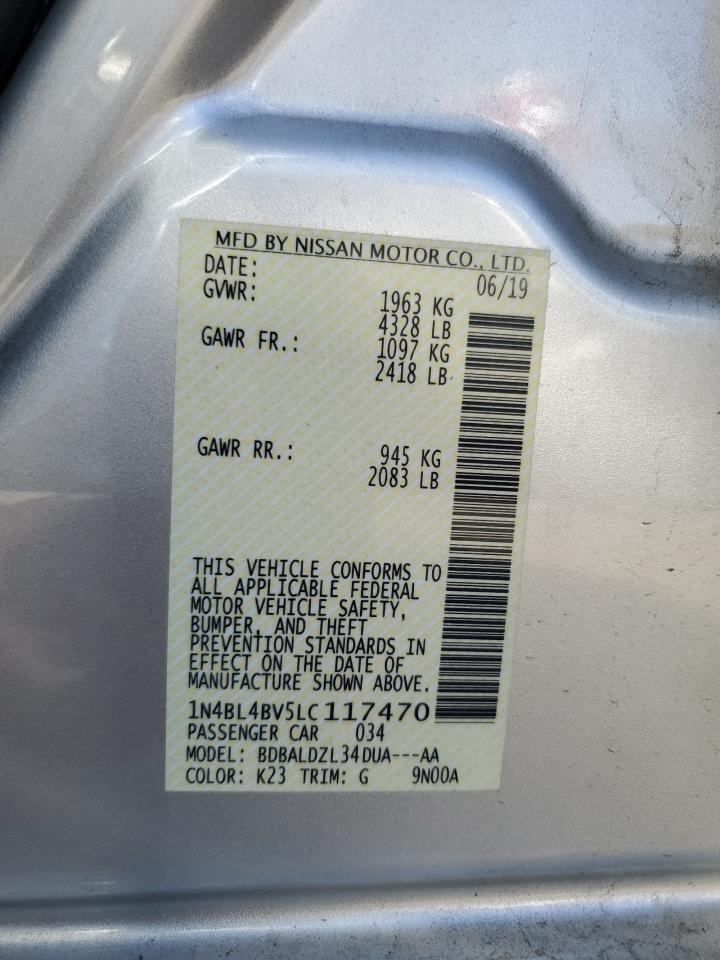 MFD BY NISSAN MOTOR CO., LTD.
DATE: 06/19
GVWR: 1963 KG
4328 LB
GAWR FR.: 1097 KG
2418 LB
GAWR RR.: 945 KG
2083 LB
THIS VEHICLE CONFORMS TO
ALL APPLICABLE FEDERAL
MOTOR VEHICLE SAFETY,
BUMPER, AND THEFT
PREVENTION STANDARDS IN
EFFECT ON THE DATE OF
MANUFACTURE SHOWN ABOVE.
1N4BL4BV5LC117470
PASSENGER CAR 034
MODEL: BDBALDZL34DUA---AA
COLOR: K23 TRIM: G 9N00A